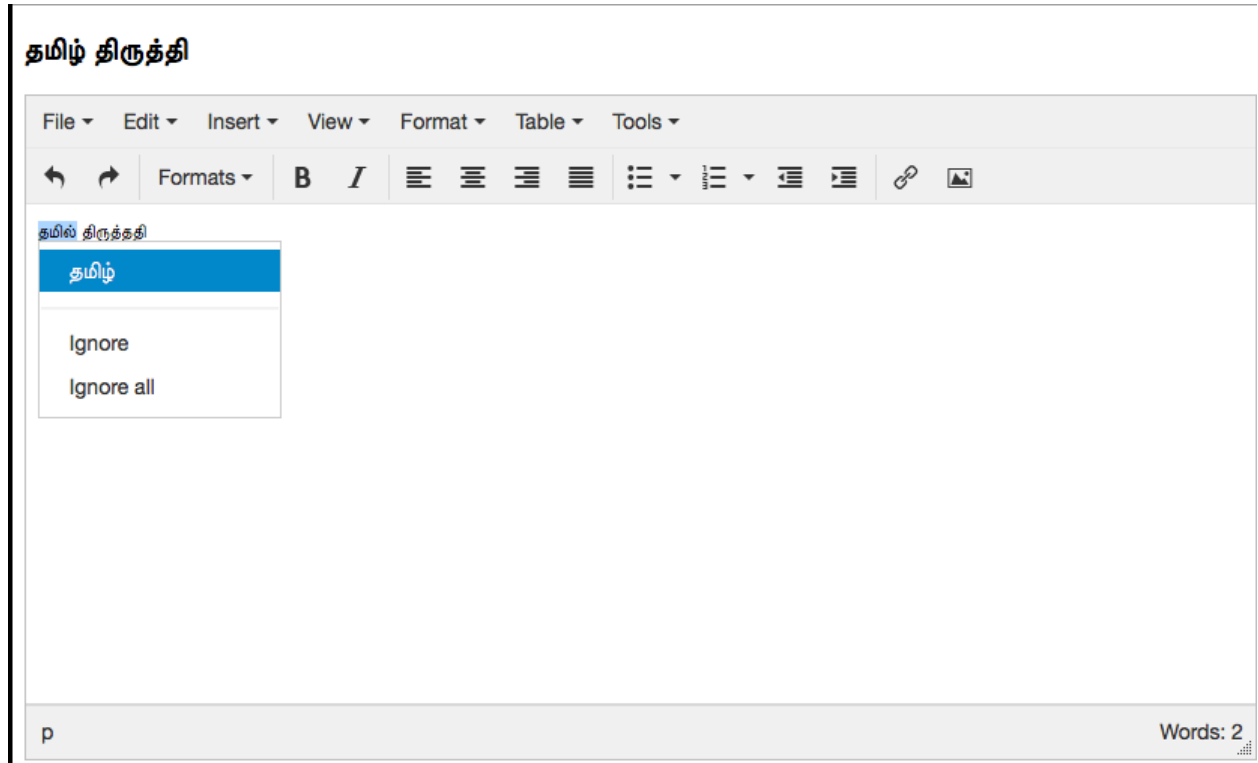 தமிழ் திருத்தி
File Edit Insert View Format Table Tools
Formats B I
தமில் திருத்ததி
தமிழ்
Ignore
Ignore all
p Words: 2